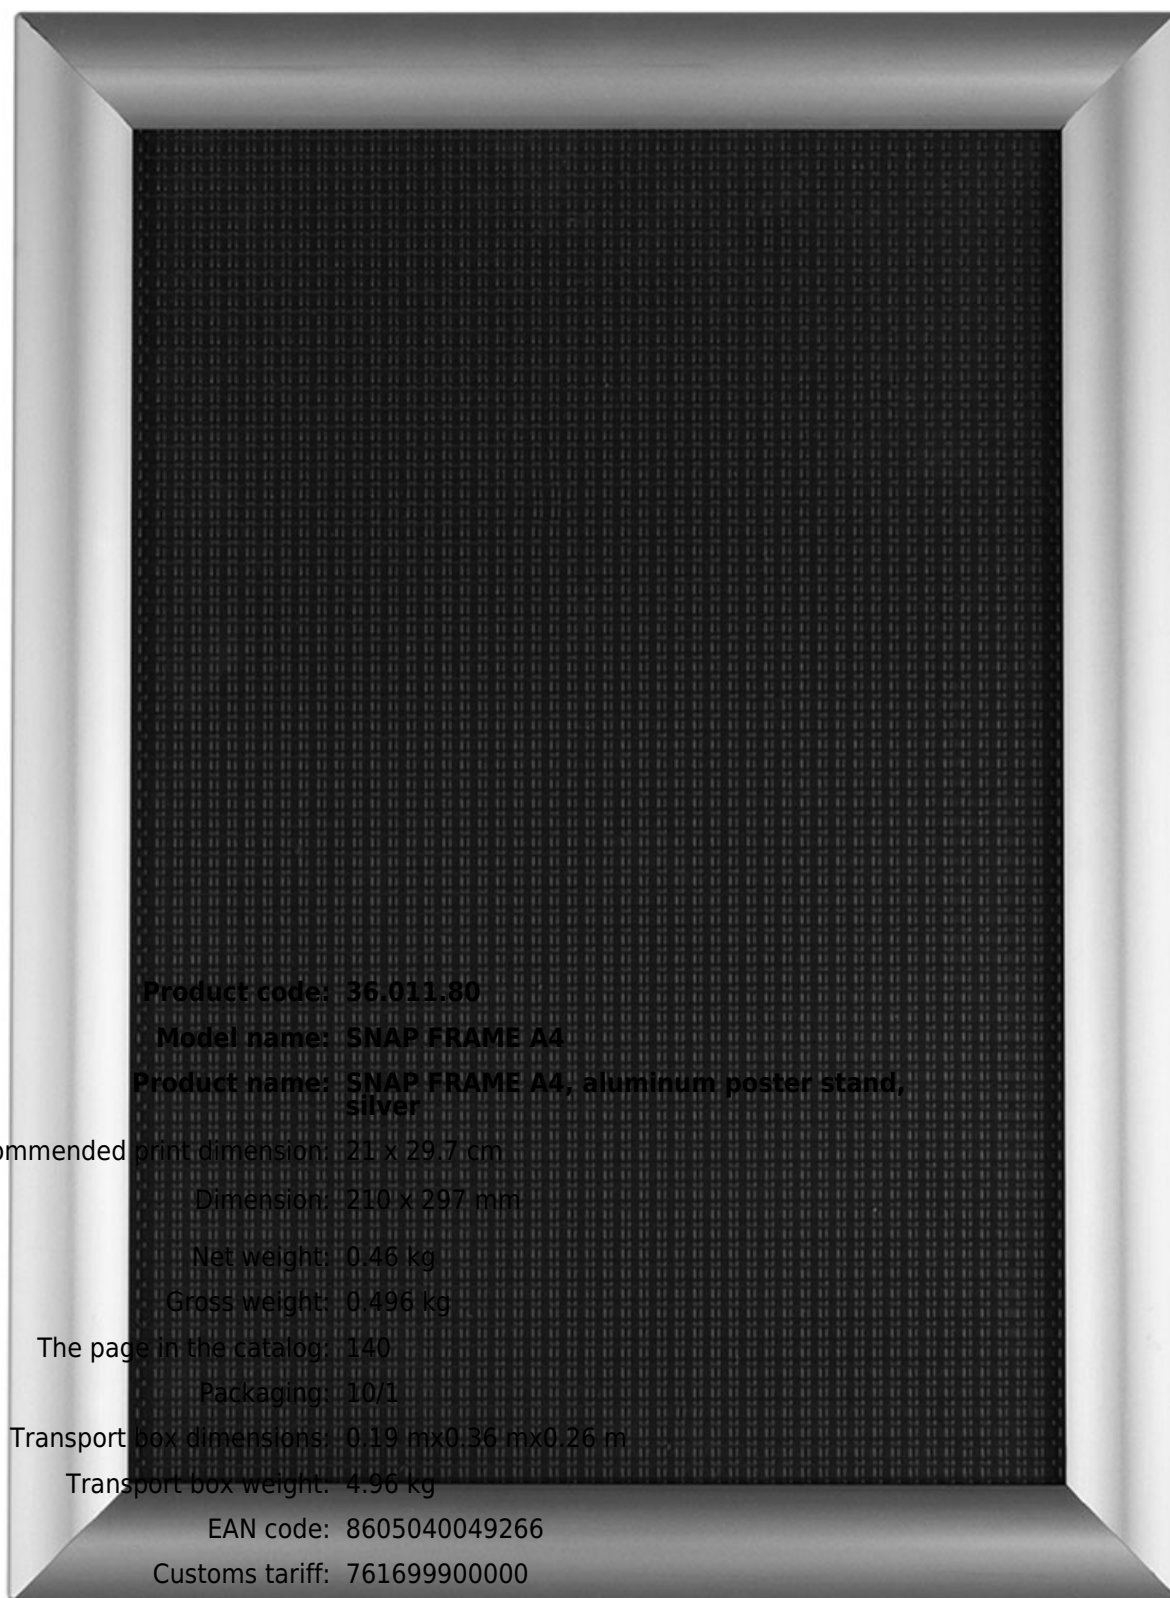 Product code: 36.011.80
Model name: SNAP FRAME A4
Product name: SNAP FRAME A4, aluminum poster stand,
silver
ommended print dimension: 21 x 29.7 cm
Dimension: 210 x 297 mm
Net weight: 0.46 kg
Gross weight: 0.496 kg
The page in the catalog: 140
Packaging: 10/1
Transport box dimensions: 0.19 mx0.36 mx0.26 m
Transport box weight: 4.96 kg
EAN code: 8605040049266
Customs tariff: 761699900000